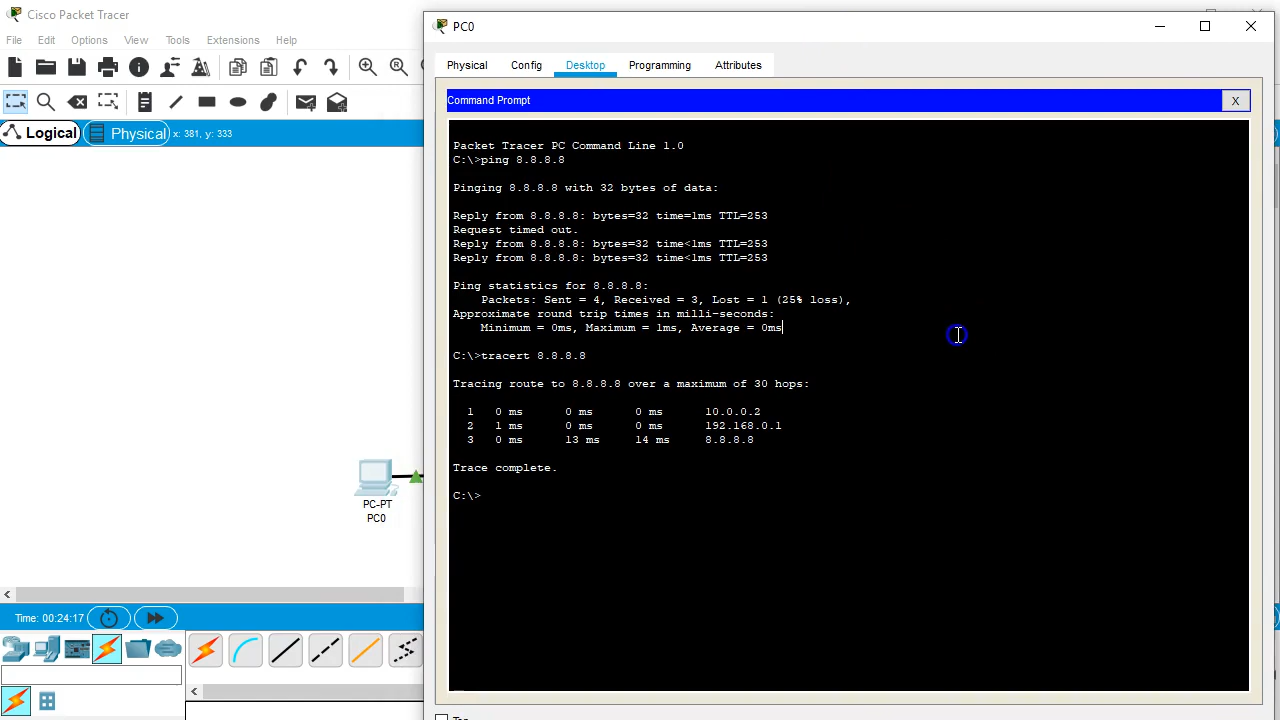 Cisco Packet Tracer
File Edit Options View Tools Extensions Help
Logical Physical x: 381, y: 333
PC-PT
PC0
Time: 00:24:17
PC0
Physical Config Desktop Programming Attributes
Command Prompt
X
Packet Tracer PC Command Line 1.0
C:\>ping 8.8.8.8
Pinging 8.8.8.8 with 32 bytes of data:
Reply from 8.8.8.8: bytes=32 time=1ms TTL=253
Request timed out.
Reply from 8.8.8.8: bytes=32 time<1ms TTL=253
Reply from 8.8.8.8: bytes=32 time<1ms TTL=253
Ping statistics for 8.8.8.8:
Packets: Sent = 4, Received = 3, Lost = 1 (25% loss),
Approximate round trip times in milli-seconds:
Minimum = 0ms, Maximum = 1ms, Average = 0ms
C:\>tracert 8.8.8.8
Tracing route to 8.8.8.8 over a maximum of 30 hops:
1 0 ms 0 ms 0 ms 10.0.0.2
2 1 ms 0 ms 0 ms 192.168.0.1
3 0 ms 13 ms 14 ms 8.8.8.8
Trace complete.
C:\>